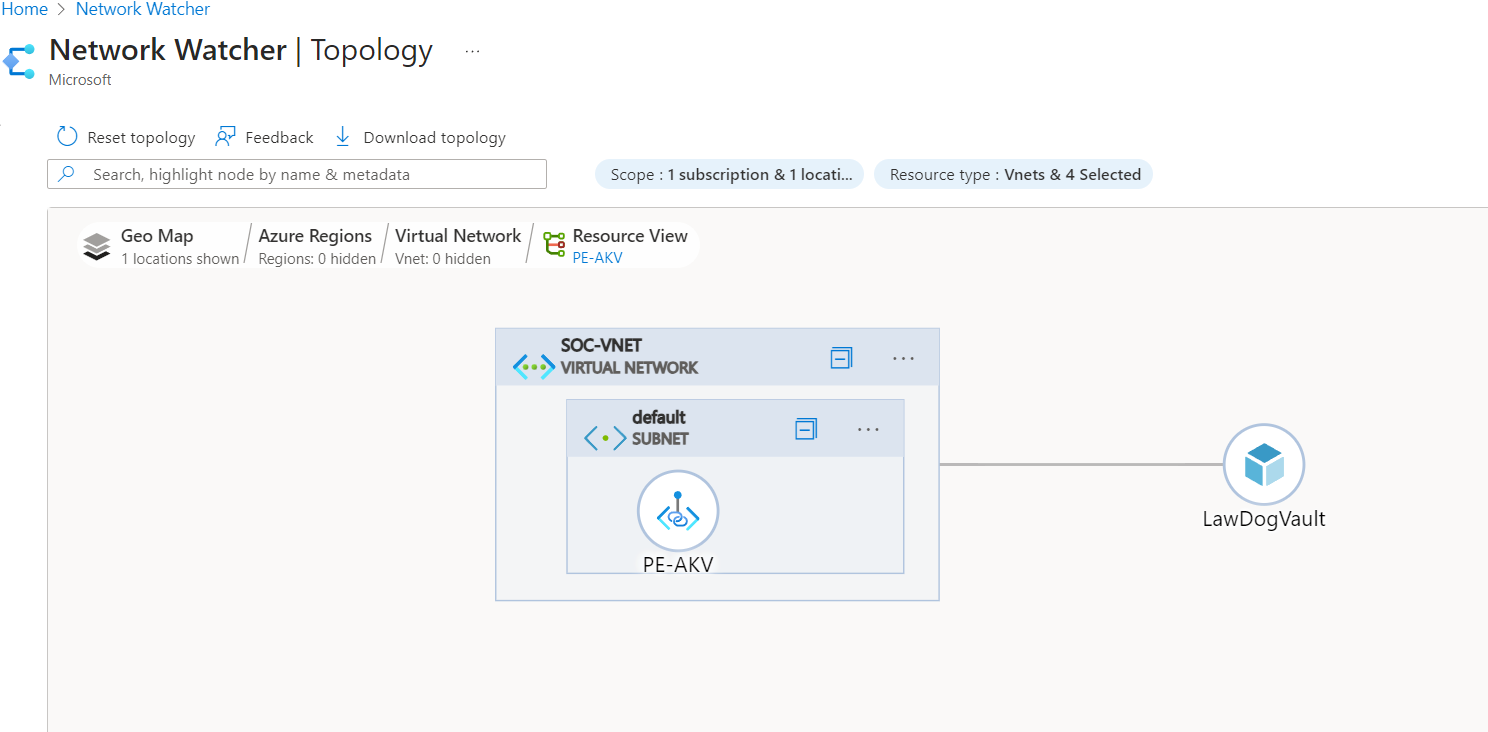 Home > Network Watcher
Network Watcher | Topology ...
Microsoft
Reset topology Feedback Download topology
Search, highlight node by name & metadata
Scope : 1 subscription & 1 locati... Resource type : Vnets & 4 Selected
Geo Map Azure Regions Virtual Network Resource View
1 locations shown Regions: 0 hidden Vnet: 0 hidden PE-AKV
SOC-VNET
VIRTUAL NETWORK
default
SUBNET
PE-AKV
LawDogVault